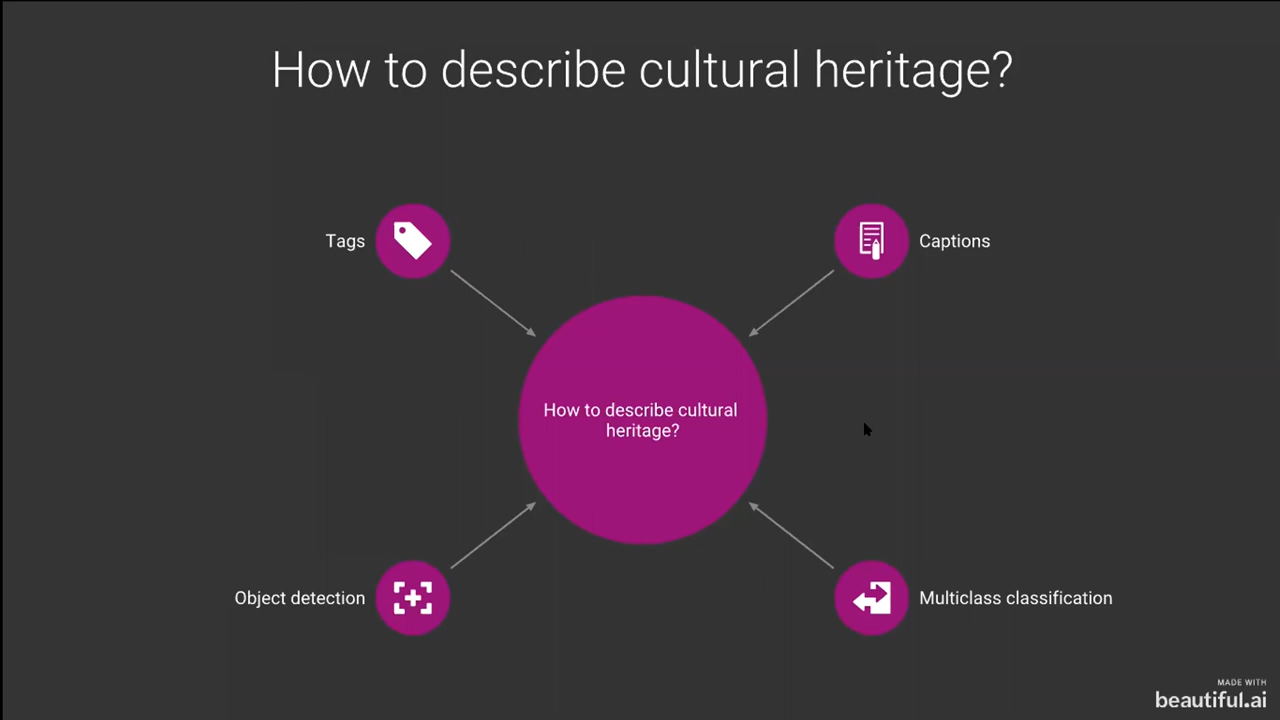 How to describe cultural heritage?
Tags
Captions
How to describe cultural
heritage?
Object detection
Multiclass classification
MADE WITH
beautiful.ai